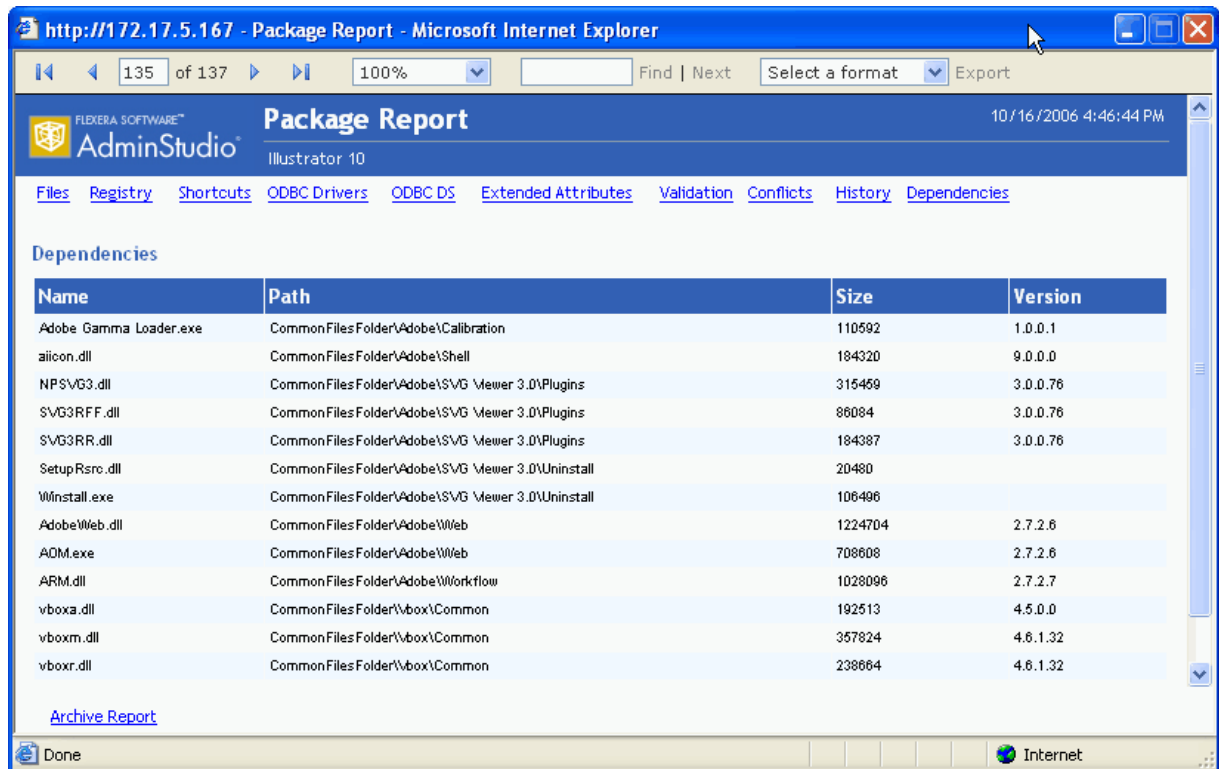 http://172.17.5.167 - Package Report - Microsoft Internet Explorer
135 of 137 100% Find | Next Select a format Export
FLEXERA SOFTWARE™
AdminStudio
Package Report
10/16/2006 4:46:44 PM
Illustrator 10
Files Registry Shortcuts ODBC Drivers ODBC DS Extended Attributes Validation Conflicts History Dependencies
Dependencies
Name Path Size Version
Adobe Gamma Loader.exe CommonFilesFolder\Adobe\Calibration 110592 1.0.0.1
aiicon.dll CommonFilesFolder\Adobe\Shell 184320 9.0.0.0
NPSVG3.dll CommonFilesFolder\Adobe\SVG Viewer 3.0\Plugins 315459 3.0.0.76
SVG3RFF.dll CommonFilesFolder\Adobe\SVG Viewer 3.0\Plugins 86084 3.0.0.76
SVG3RR.dll CommonFilesFolder\Adobe\SVG Viewer 3.0\Plugins 184387 3.0.0.76
SetupRsrc.dll CommonFilesFolder\Adobe\SVG Viewer 3.0\Uninstall 20480
Winstall.exe CommonFilesFolder\Adobe\SVG Viewer 3.0\Uninstall 106496
AdobeWeb.dll CommonFilesFolder\Adobe\Web 1224704 2.7.2.6
AOM.exe CommonFilesFolder\Adobe\Web 708608 2.7.2.6
ARM.dll CommonFilesFolder\Adobe\Workflow 1028096 2.7.2.7
vboxa.dll CommonFilesFolder\Vbox\Common 192513 4.5.0.0
vboxm.dll CommonFilesFolder\Vbox\Common 357824 4.6.1.32
vboxr.dll CommonFilesFolder\Vbox\Common 238664 4.6.1.32
Archive Report
Done Internet